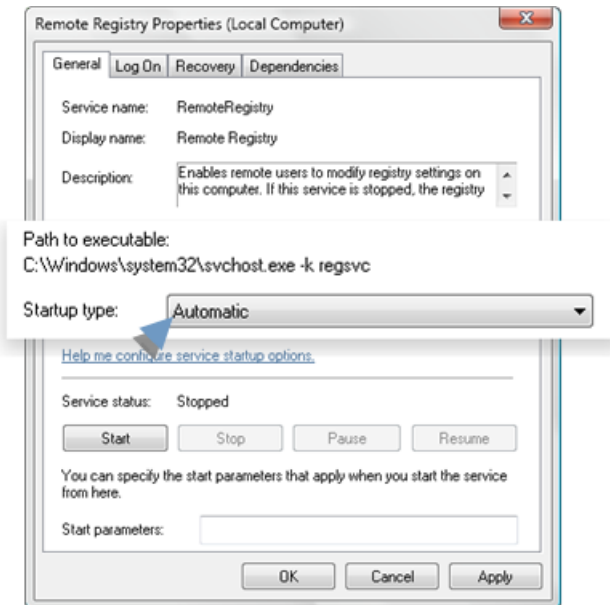 Remote Registry Properties (Local Computer)
General Log On Recovery Dependencies
Service name: RemoteRegistry
Display name: Remote Registry
Description: Enables remote users to modify registry settings on
this computer. If this service is stopped, the registry
Path to executable:
C:\Windows\system32\svchost.exe -k regsvc
Startup type: Automatic
Help me configure service startup options.
Service status: Stopped
Start Stop Pause Resume
You can specify the start parameters that apply when you start the service
from here.
Start parameters:
OK Cancel Apply